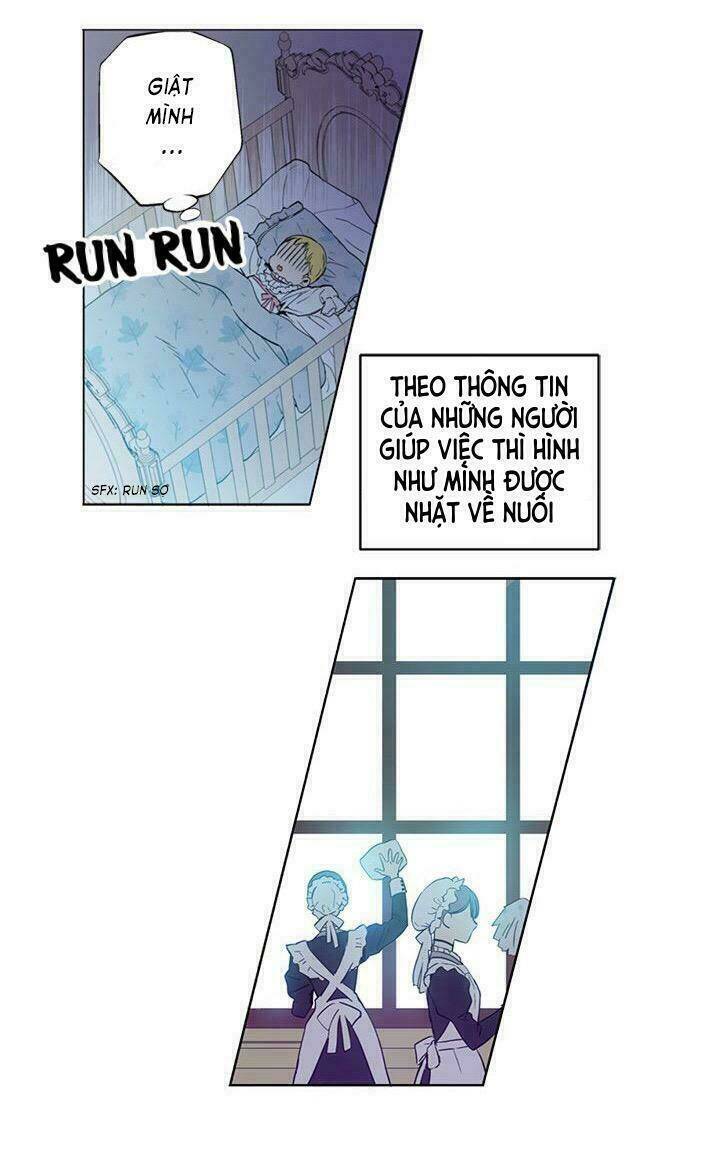 GIẬT
MÌNH
...
RUN RUN
SFX: RUN SỢ
THEO THÔNG TIN
CỦA NHỮNG NGƯỜI
GIÚP VIỆC THÌ HÌNH
NHƯ MÌNH ĐƯỢC
NHẶT VỀ NUÔI